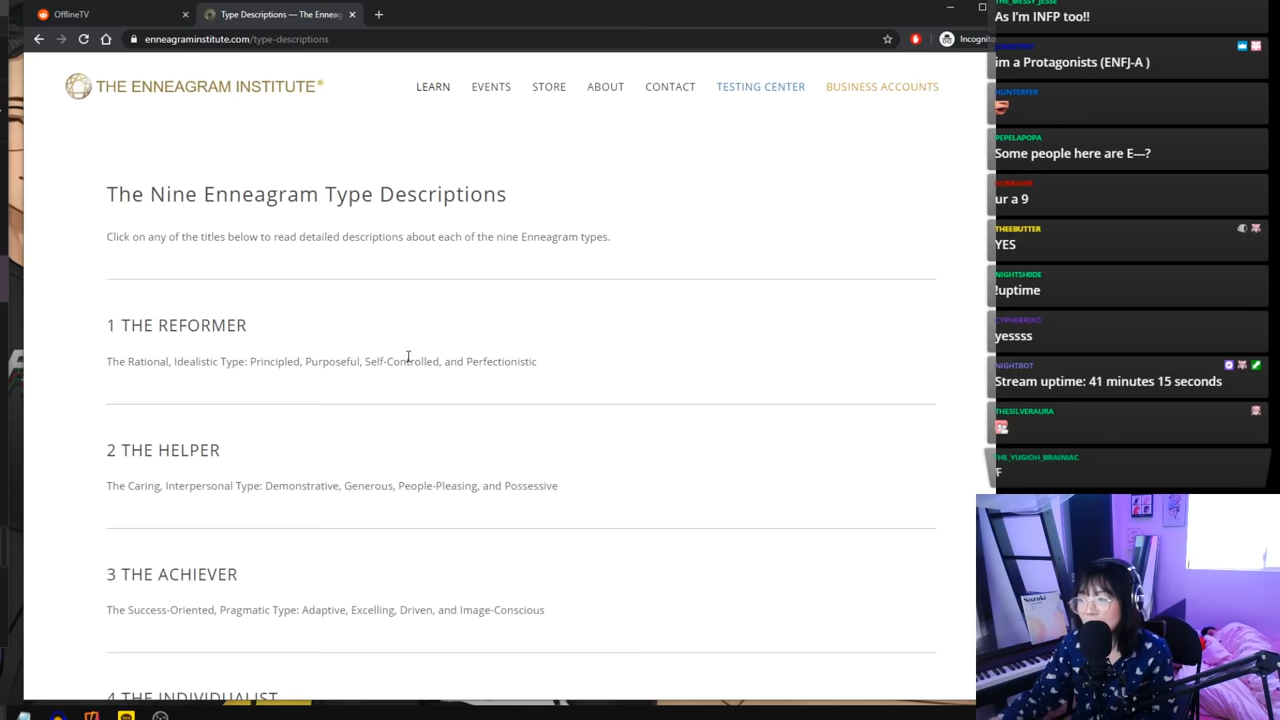 OfflineTV
Type Descriptions — The Enneag
enneagraminstitute.com/type-descriptions
Incognito
THE ENNEAGRAM INSTITUTE®
LEARN
EVENTS
STORE
ABOUT
CONTACT
TESTING CENTER
BUSINESS ACCOUNTS
The Nine Enneagram Type Descriptions
Click on any of the titles below to read detailed descriptions about each of the nine Enneagram types.
1 THE REFORMER
The Rational, Idealistic Type: Principled, Purposeful, Self-Controlled, and Perfectionistic
2 THE HELPER
The Caring, Interpersonal Type: Demonstrative, Generous, People-Pleasing, and Possessive
3 THE ACHIEVER
The Success-Oriented, Pragmatic Type: Adaptive, Excelling, Driven, and Image-Conscious
4 THE INDIVIDUALIST
THE_MESSY_JESSE
As I'm INFP too!!
im a Protagonists (ENFJ-A )
HUNTERFER
PEPELAPOPA
Some people here are E---?
ur a 9
THEEBUTTER
YES
NIGHTSH0DE
!uptime
CYPHERRIKO
yessss
NIGHTBOT
Stream uptime: 41 minutes 15 seconds
THESILVERAURA
THE_YUGIOH_BRAINIAC
F
Suzuki